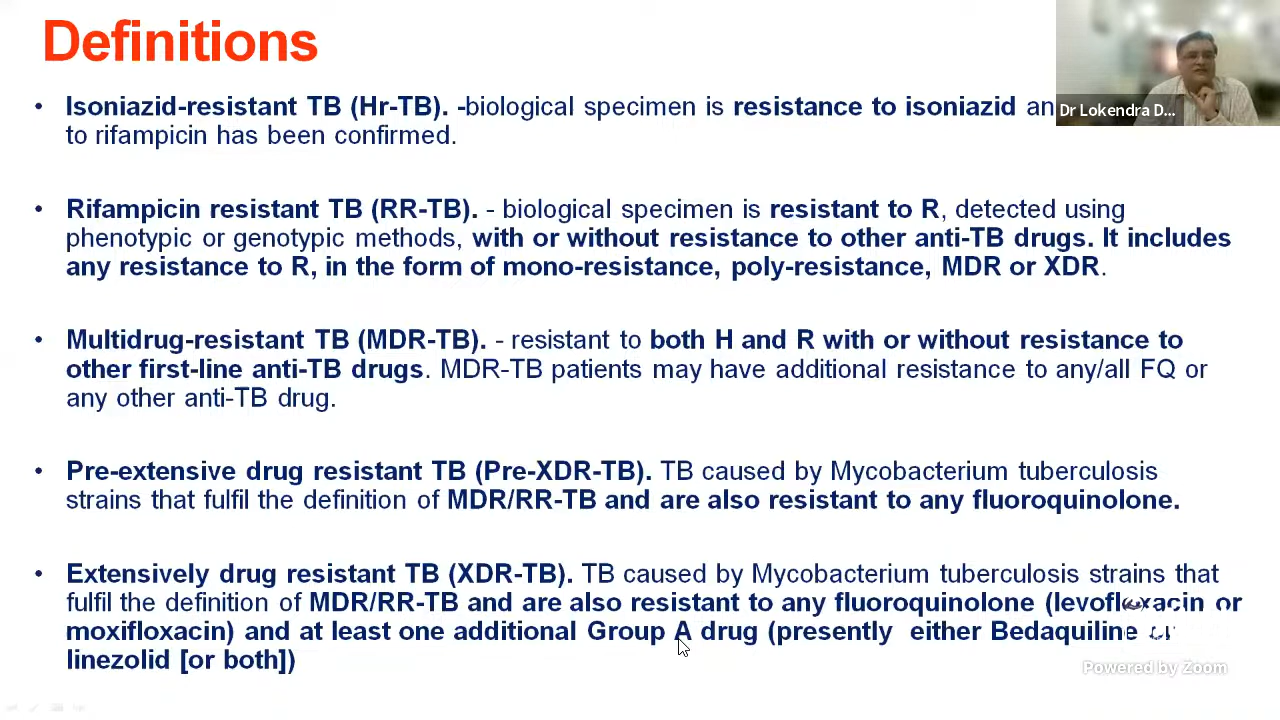 Definitions
• Isoniazid-resistant TB (Hr-TB). -biological specimen is resistance to isoniazid an
to rifampicin has been confirmed.
• Rifampicin resistant TB (RR-TB). - biological specimen is resistant to R, detected using
phenotypic or genotypic methods, with or without resistance to other anti-TB drugs. It includes
any resistance to R, in the form of mono-resistance, poly-resistance, MDR or XDR.
• Multidrug-resistant TB (MDR-TB). - resistant to both H and R with or without resistance to
other first-line anti-TB drugs. MDR-TB patients may have additional resistance to any/all FQ or
any other anti-TB drug.
• Pre-extensive drug resistant TB (Pre-XDR-TB). TB caused by Mycobacterium tuberculosis
strains that fulfil the definition of MDR/RR-TB and are also resistant to any fluoroquinolone.
• Extensively drug resistant TB (XDR-TB). TB caused by Mycobacterium tuberculosis strains that
fulfil the definition of MDR/RR-TB and are also resistant to any fluoroquinolone (levofloxacin or
moxifloxacin) and at least one additional Group A drug (presently either Bedaquiline or
linezolid [or both])
Dr Lokendra D...
Powered by Zoom